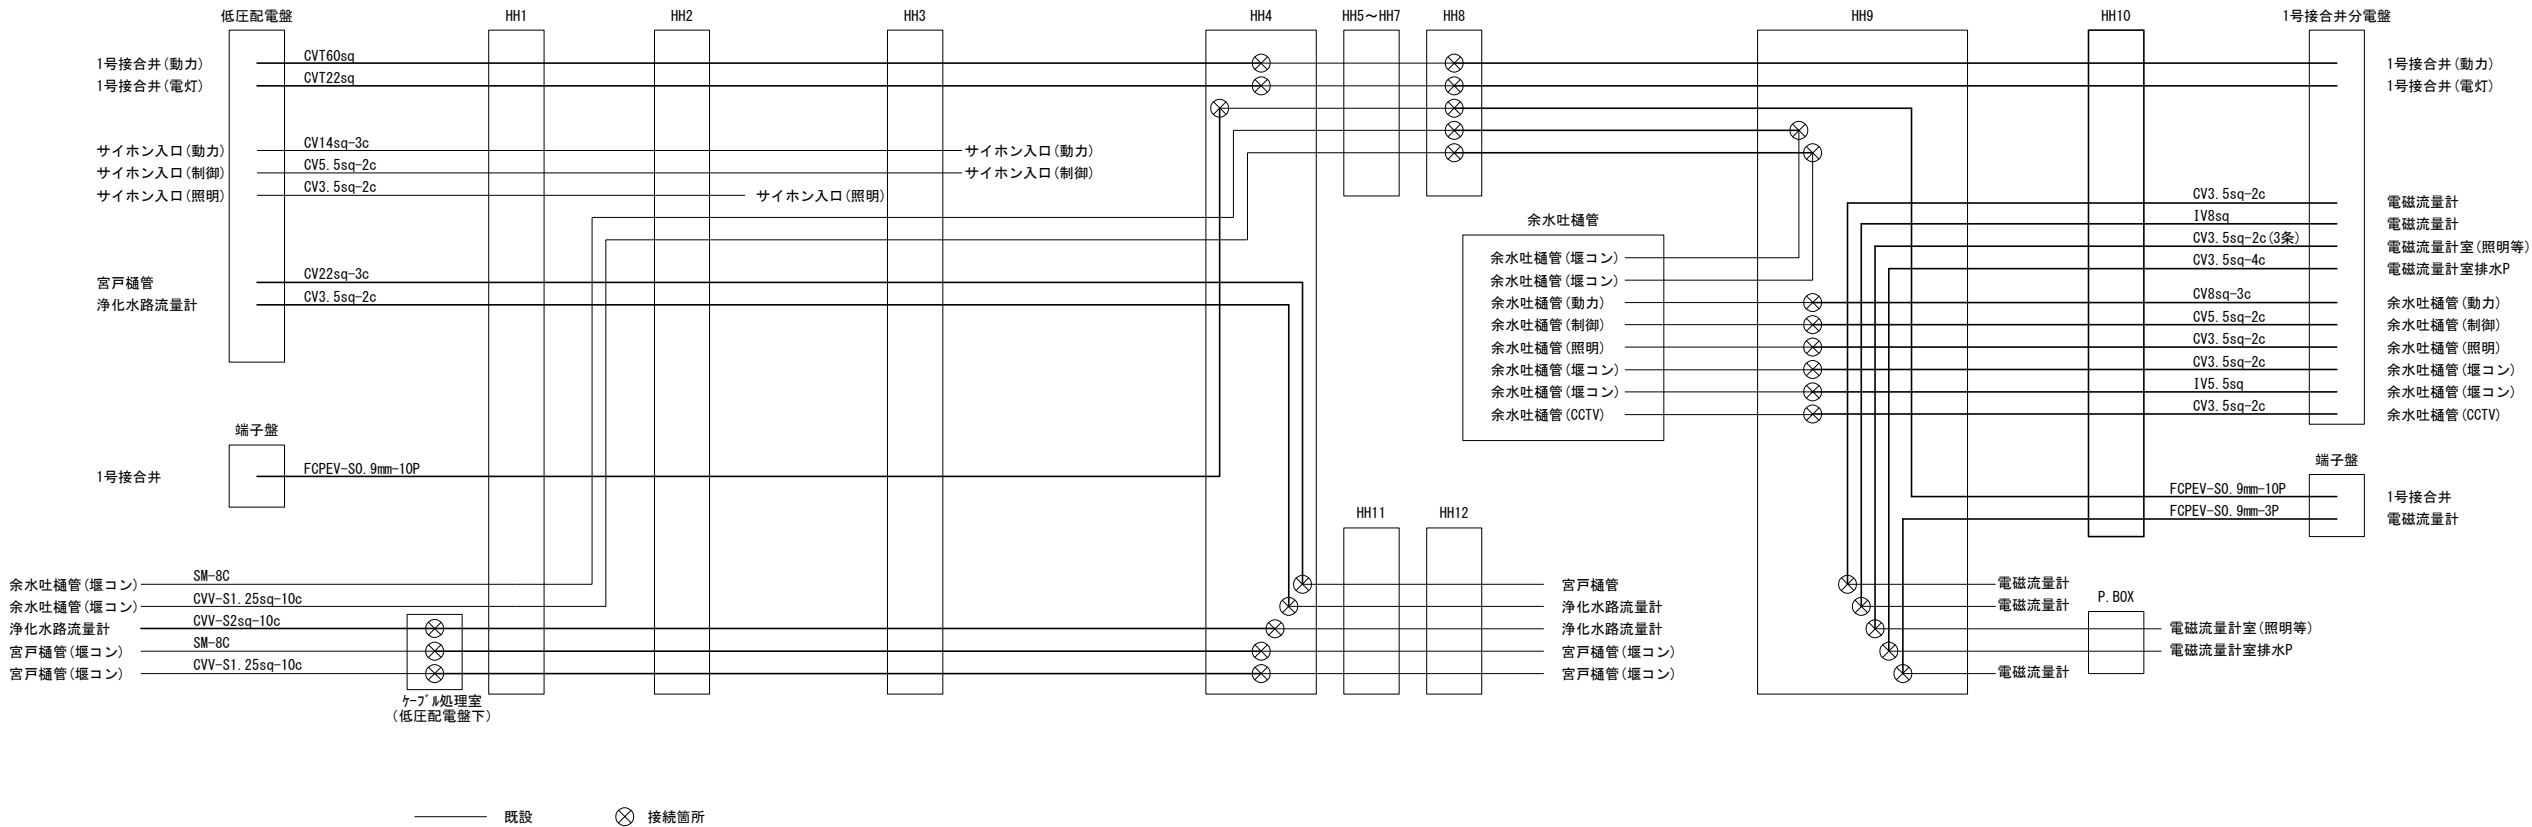 低圧配電盤
HH1
HH2
HH3
HH4
HH5～HH7
HH8
HH9
HH10
1号接合井分電盤
1号接合井(動力)
CVT60sq
1号接合井(動力)
1号接合井(電灯)
CVT22sq
1号接合井(電灯)
サイホン入口(動力)
CV14sq-3c
サイホン入口(動力)
サイホン入口(制御)
CV5.5sq-2c
サイホン入口(制御)
サイホン入口(照明)
CV3.5sq-2c
サイホン入口(照明)
CV3.5sq-2c
電磁流量計
IV8sq
電磁流量計
CV3.5sq-2c(3条)
電磁流量計室(照明等)
CV3.5sq-4c
電磁流量計室排水P
余水吐樋管
余水吐樋管(堰コン)
余水吐樋管(堰コン)
余水吐樋管(動力)
CV8sq-3c
余水吐樋管(動力)
余水吐樋管(制御)
CV5.5sq-2c
余水吐樋管(制御)
余水吐樋管(照明)
CV3.5sq-2c
余水吐樋管(照明)
余水吐樋管(堰コン)
CV3.5sq-2c
余水吐樋管(堰コン)
余水吐樋管(堰コン)
IV5.5sq
余水吐樋管(堰コン)
余水吐樋管(CCTV)
CV3.5sq-2c
余水吐樋管(CCTV)
宮戸樋管
CV22sq-3c
浄化水路流量計
CV3.5sq-2c
端子盤
1号接合井
FCPEV-S0.9mm-10P
端子盤
FCPEV-S0.9mm-10P
1号接合井
FCPEV-S0.9mm-3P
電磁流量計
HH11
HH12
余水吐樋管(堰コン)
SM-8C
宮戸樋管
電磁流量計
余水吐樋管(堰コン)
CVV-S1.25sq-10c
浄化水路流量計
電磁流量計
P.BOX
浄化水路流量計
CVV-S2sq-10c
浄化水路流量計
電磁流量計室(照明等)
宮戸樋管(堰コン)
SM-8C
宮戸樋管(堰コン)
電磁流量計室排水P
宮戸樋管(堰コン)
CVV-S1.25sq-10c
宮戸樋管(堰コン)
電磁流量計
ｹｰﾌﾞﾙ処理室
(低圧配電盤下)
既設
接続箇所